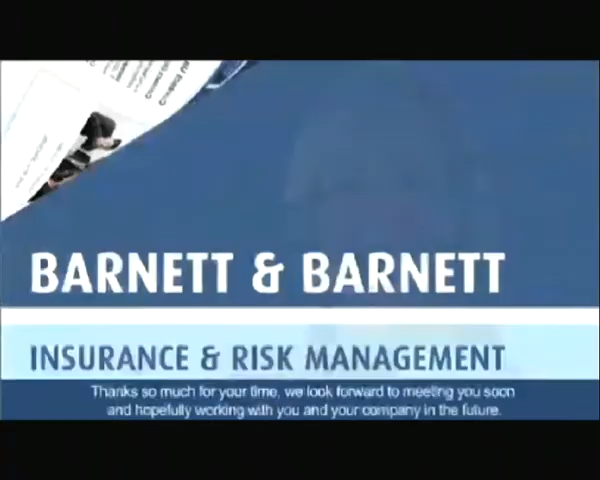 BARNETT & BARNETT
INSURANCE & RISK MANAGEMENT
Thanks so much for your time, we look forward to meeting you soon
and hopefully working with you and your company in the future.